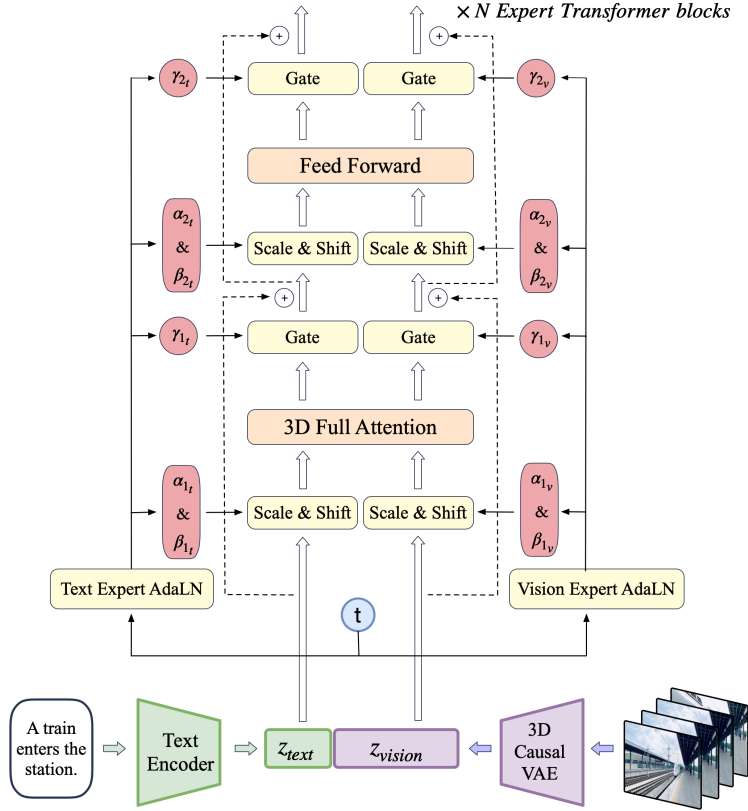 × N Expert Transformer blocks
+ +
γ2t Gate Gate γ2v
Feed Forward
α2t
&
β2t
Scale & Shift Scale & Shift
α2v
&
β2v
+ +
γ1t Gate Gate γ1v
3D Full Attention
α1t
&
β1t
Scale & Shift Scale & Shift
α1v
&
β1v
Text Expert AdaLN Vision Expert AdaLN
t
A train
enters the
station.
Text
Encoder
ztext zvision
3D
Causal
VAE